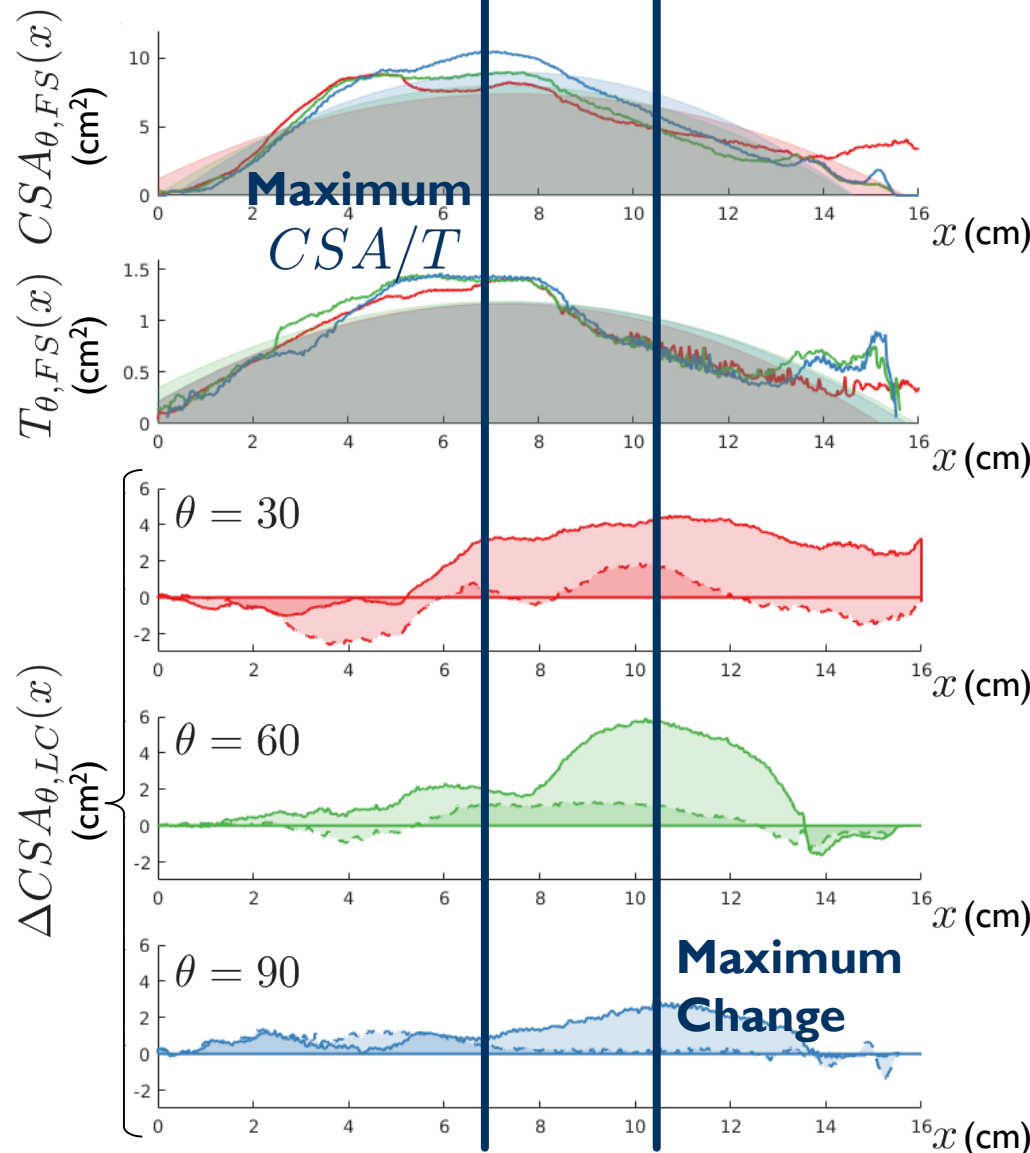 CSA_{θ,FS}(x)
(cm²)
10
5
0
0 2 4 6 8 10 12 14 16
x (cm)
Maximum
CSA/T
T_{θ,FS}(x)
(cm²)
1.5
1
0.5
0
0 2 4 6 8 10 12 14 16
x (cm)
ΔCSA_{θ,LC}(x)
(cm²)
θ = 30
6
4
2
0
-2
0 2 4 6 8 10 12 14 16
x (cm)
θ = 60
6
4
2
0
-2
0 2 4 6 8 10 12 14 16
x (cm)
θ = 90
6
4
2
0
-2
0 2 4 6 8 10 12 14 16
x (cm)
Maximum
Change